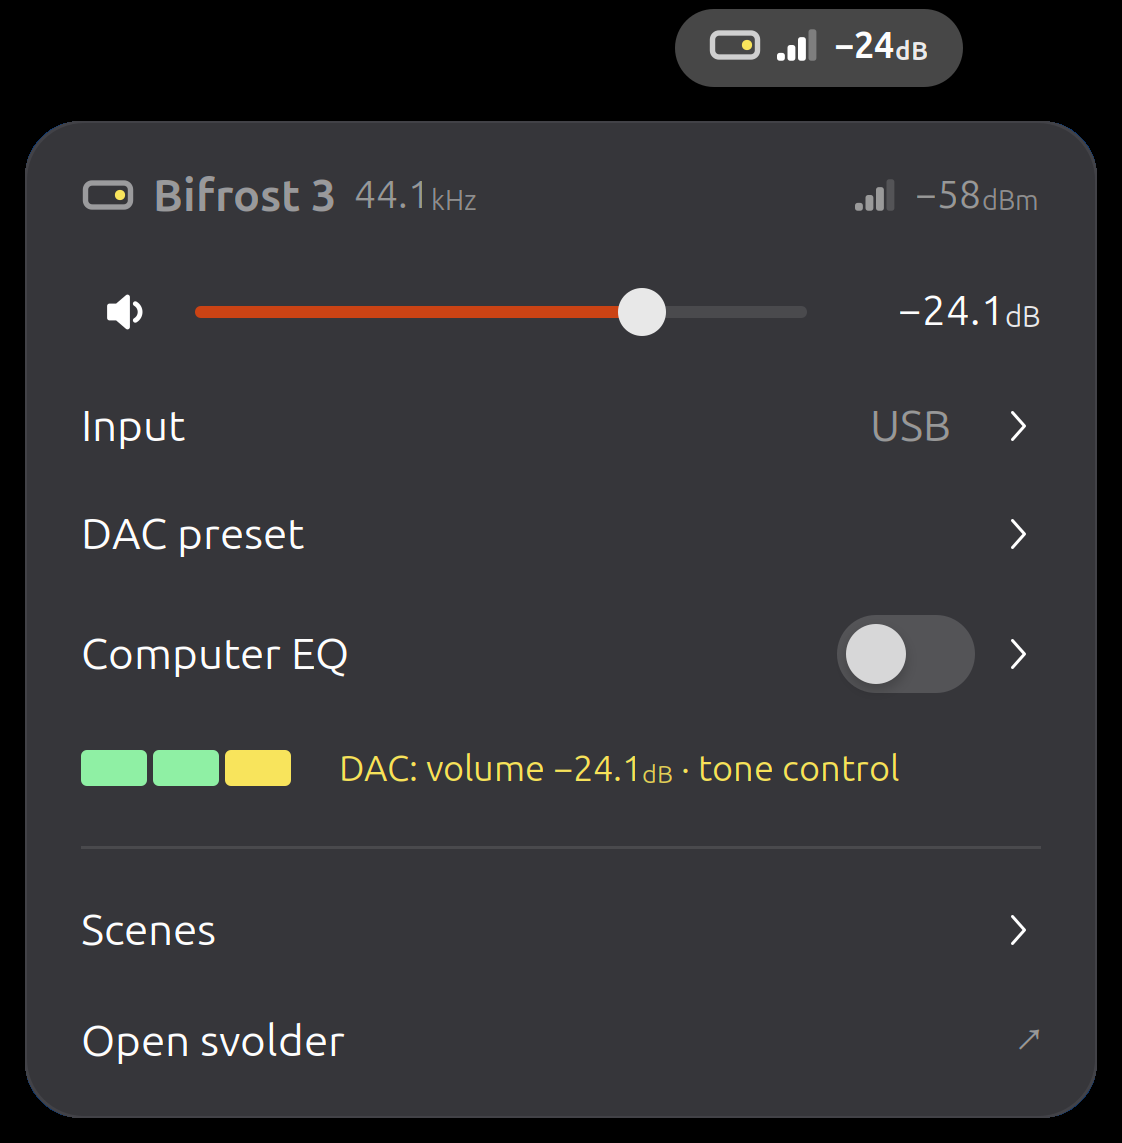 −24dB
Bifrost 3 44.1kHz −58dBm
−24.1dB
Input USB
DAC preset
Computer EQ
DAC: volume −24.1dB · tone control
Scenes
Open svolder ↗